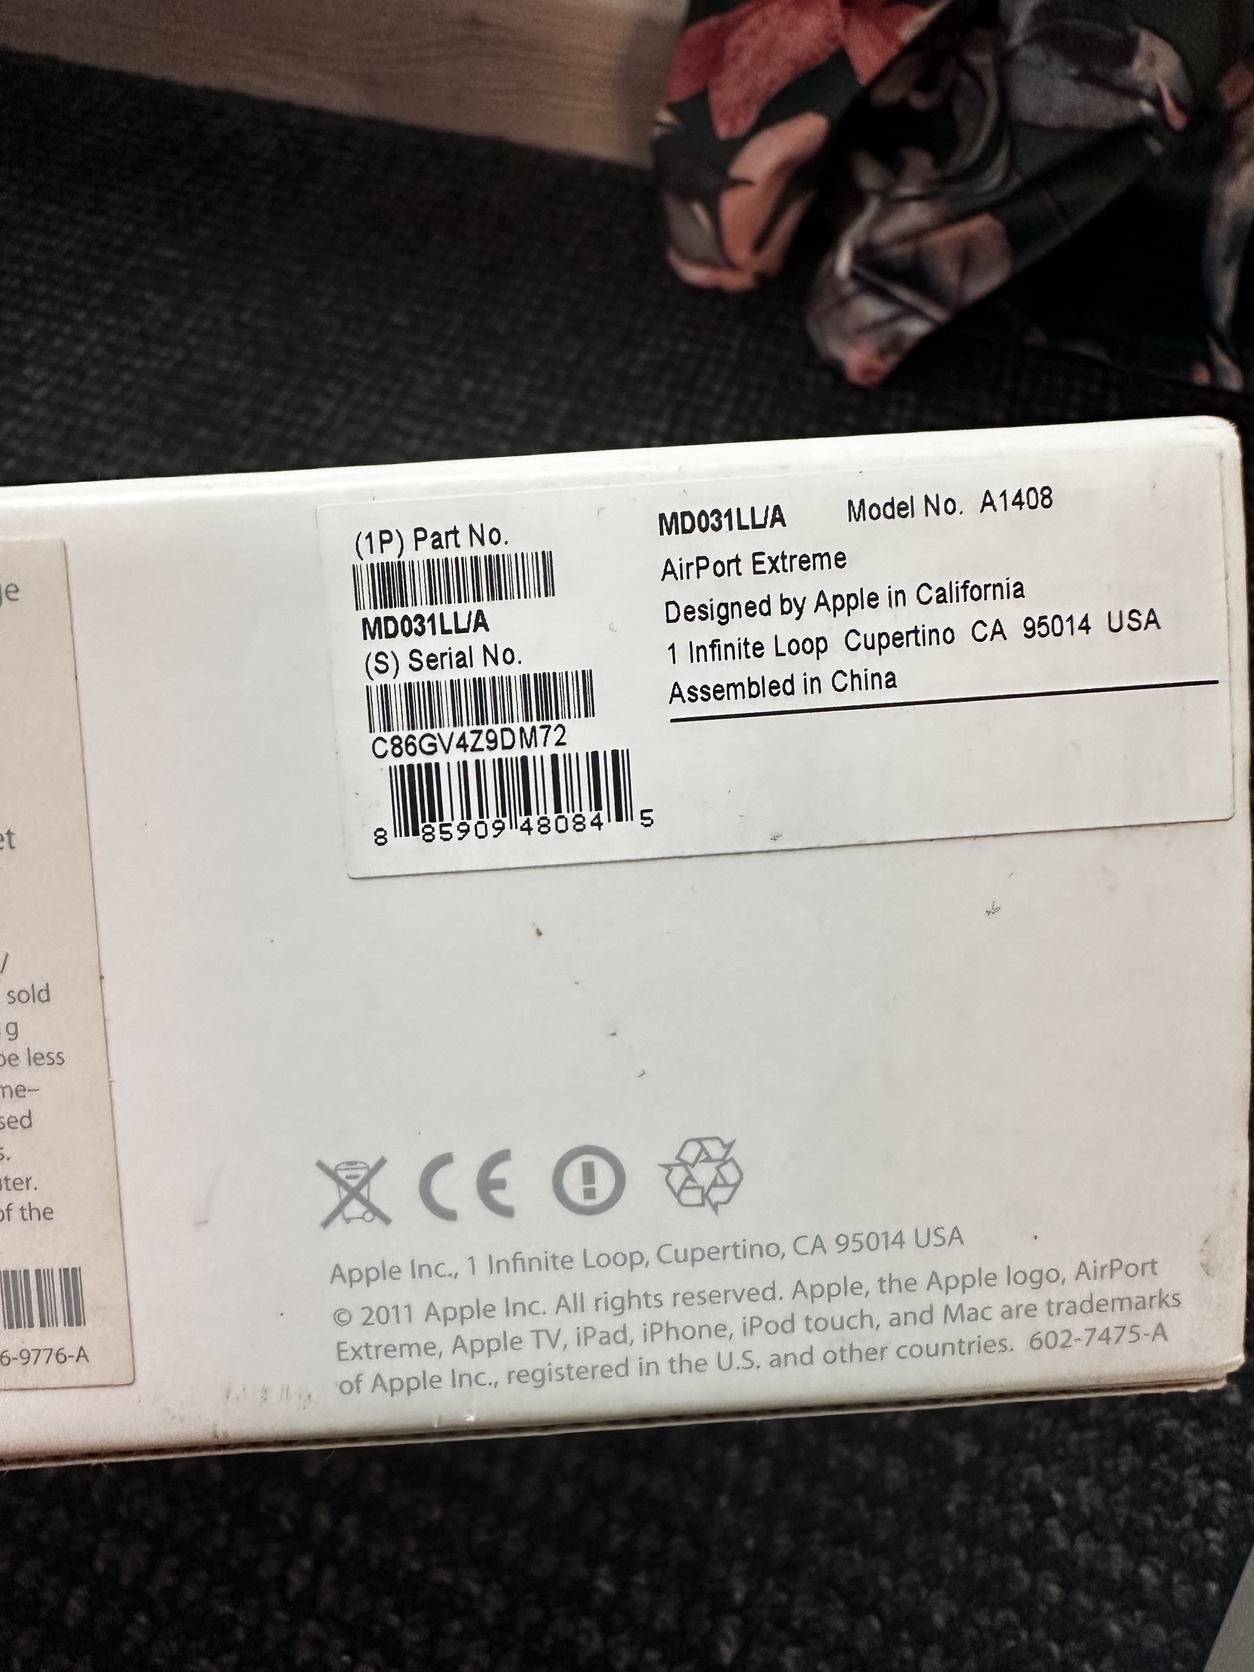 (1P) Part No.
MD031LL/A
(S) Serial No.
C86GV4Z9DM72
8 85909 48084 5
MD031LL/A Model No. A1408
AirPort Extreme
Designed by Apple in California
1 Infinite Loop Cupertino CA 95014 USA
Assembled in China
sold
less
of the
6-9776-A
CE
Apple Inc., 1 Infinite Loop, Cupertino, CA 95014 USA
© 2011 Apple Inc. All rights reserved. Apple, the Apple logo, AirPort
Extreme, Apple TV, iPad, iPhone, iPod touch, and Mac are trademarks
of Apple Inc., registered in the U.S. and other countries. 602-7475-A